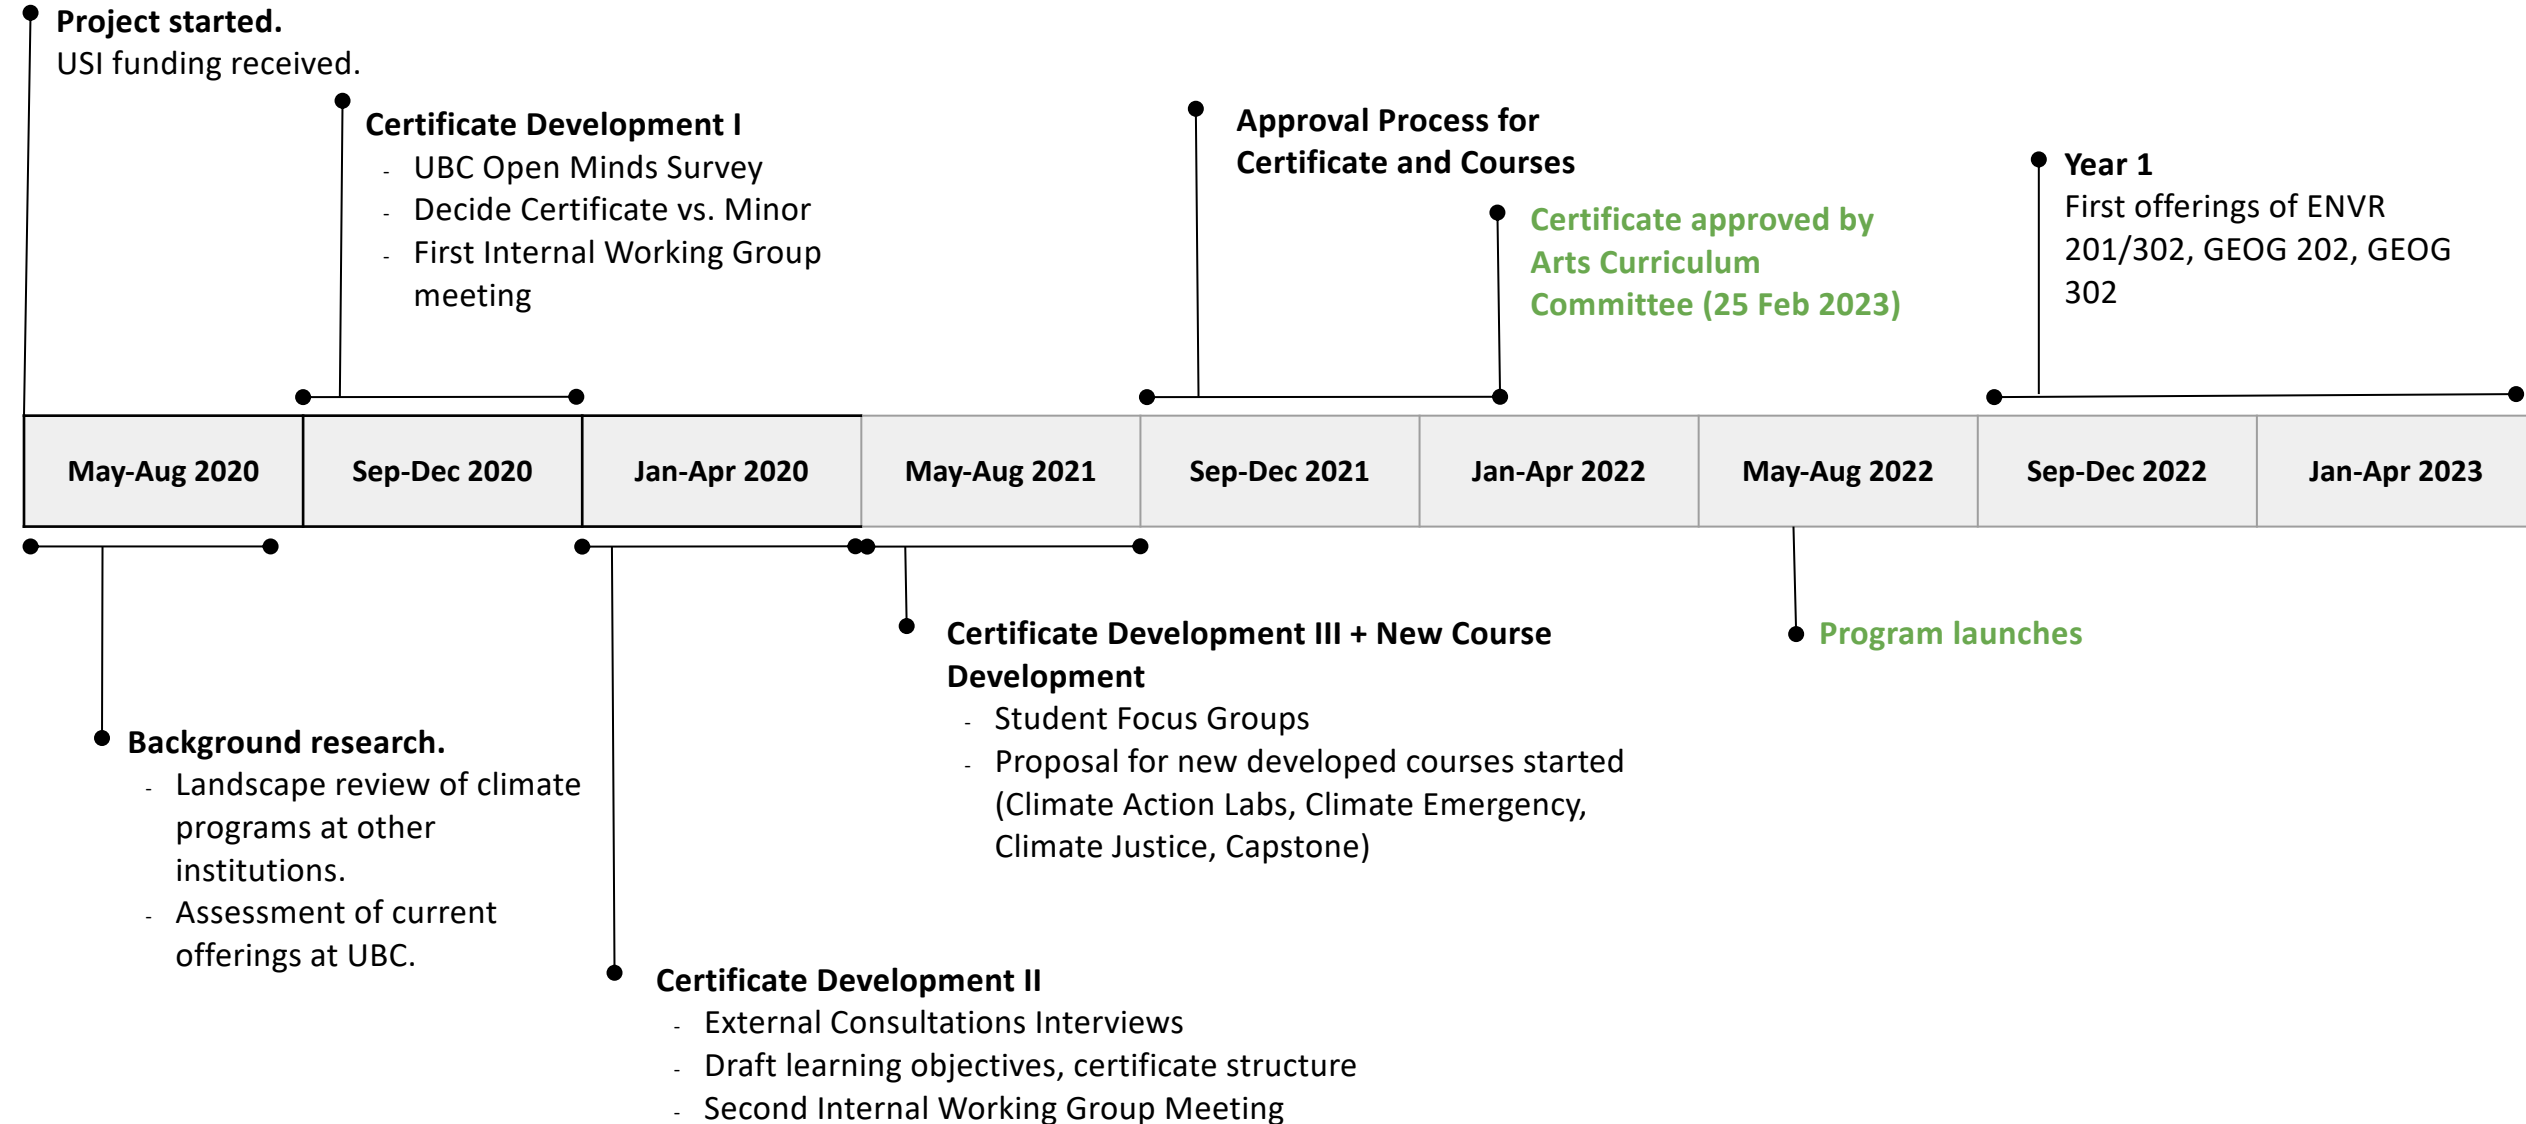 Project started.
USI funding received.
Certificate Development I
- UBC Open Minds Survey
- Decide Certificate vs. Minor
- First Internal Working Group
meeting
Approval Process for
Certificate and Courses
Certificate approved by
Arts Curriculum
Committee (25 Feb 2023)
Year 1
First offerings of ENVR
201/302, GEOG 202, GEOG
302
May-Aug 2020
Sep-Dec 2020
Jan-Apr 2020
May-Aug 2021
Sep-Dec 2021
Jan-Apr 2022
May-Aug 2022
Sep-Dec 2022
Jan-Apr 2023
Background research.
- Landscape review of climate
programs at other
institutions.
- Assessment of current
offerings at UBC.
Certificate Development II
- External Consultations Interviews
- Draft learning objectives, certificate structure
- Second Internal Working Group Meeting
Certificate Development III + New Course
Development
- Student Focus Groups
- Proposal for new developed courses started
(Climate Action Labs, Climate Emergency,
Climate Justice, Capstone)
Program launches